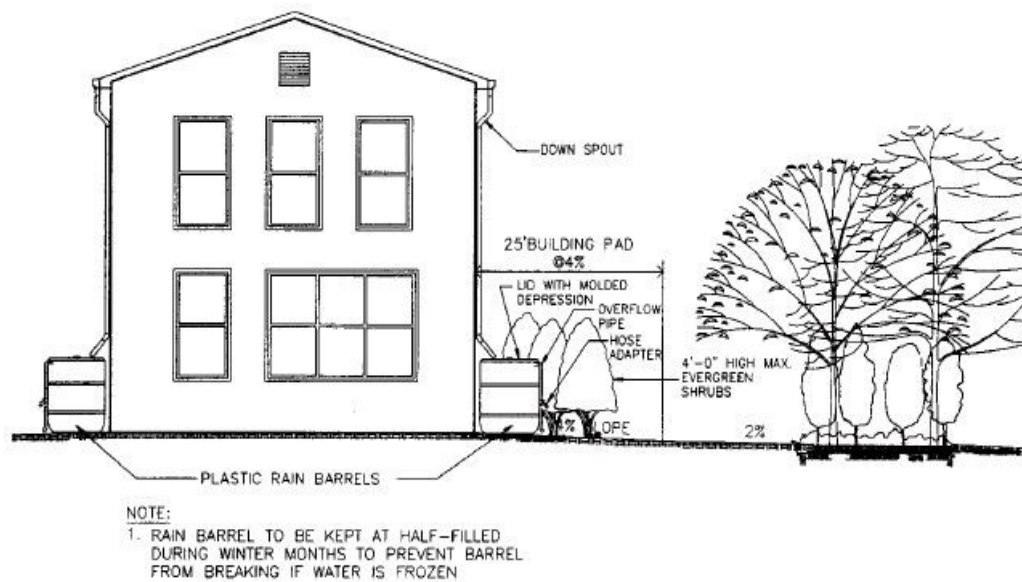 DOWN SPOUT
25'BUILDING PAD
@4%
LID WITH MOLDED
DEPRESSION
OVERFLOW
PIPE
HOSE
ADAPTER
4'-0" HIGH MAX.
EVERGREEN
SHRUBS
4% LOPE
2%
PLASTIC RAIN BARRELS
NOTE:
1. RAIN BARREL TO BE KEPT AT HALF-FILLED
DURING WINTER MONTHS TO PREVENT BARREL
FROM BREAKING IF WATER IS FROZEN